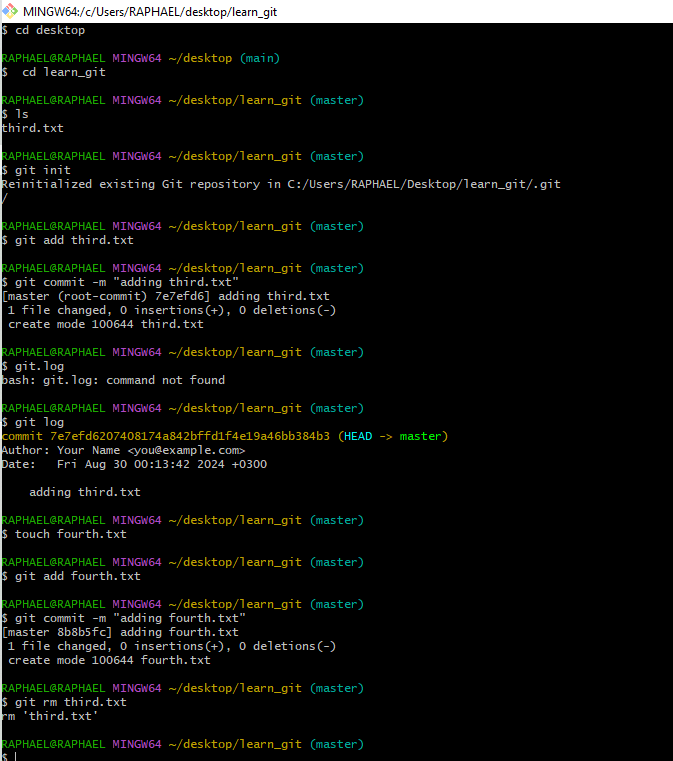 MINGW64:/c/Users/RAPHAEL/desktop/learn_git
$ cd desktop
RAPHAEL@RAPHAEL MINGW64 ~/desktop (main)
$  cd learn_git
RAPHAEL@RAPHAEL MINGW64 ~/desktop/learn_git (master)
$ ls
third.txt
RAPHAEL@RAPHAEL MINGW64 ~/desktop/learn_git (master)
$ git init
Reinitialized existing Git repository in C:/Users/RAPHAEL/Desktop/learn_git/.git
/
RAPHAEL@RAPHAEL MINGW64 ~/desktop/learn_git (master)
$ git add third.txt
RAPHAEL@RAPHAEL MINGW64 ~/desktop/learn_git (master)
$ git commit -m "adding third.txt"
[master (root-commit) 7e7efd6] adding third.txt
 1 file changed, 0 insertions(+), 0 deletions(-)
 create mode 100644 third.txt
RAPHAEL@RAPHAEL MINGW64 ~/desktop/learn_git (master)
$ git.log
bash: git.log: command not found
RAPHAEL@RAPHAEL MINGW64 ~/desktop/learn_git (master)
$ git log
commit 7e7efd6207408174a842bffd1f4e19a46bb384b3 (HEAD -> master)
Author: Your Name <you@example.com>
Date:   Fri Aug 30 00:13:42 2024 +0300
    adding third.txt
RAPHAEL@RAPHAEL MINGW64 ~/desktop/learn_git (master)
$ touch fourth.txt
RAPHAEL@RAPHAEL MINGW64 ~/desktop/learn_git (master)
$ git add fourth.txt
RAPHAEL@RAPHAEL MINGW64 ~/desktop/learn_git (master)
$ git commit -m "adding fourth.txt"
[master 8b8b5fc] adding fourth.txt
 1 file changed, 0 insertions(+), 0 deletions(-)
 create mode 100644 fourth.txt
RAPHAEL@RAPHAEL MINGW64 ~/desktop/learn_git (master)
$ git rm third.txt
rm 'third.txt'
RAPHAEL@RAPHAEL MINGW64 ~/desktop/learn_git (master)
$